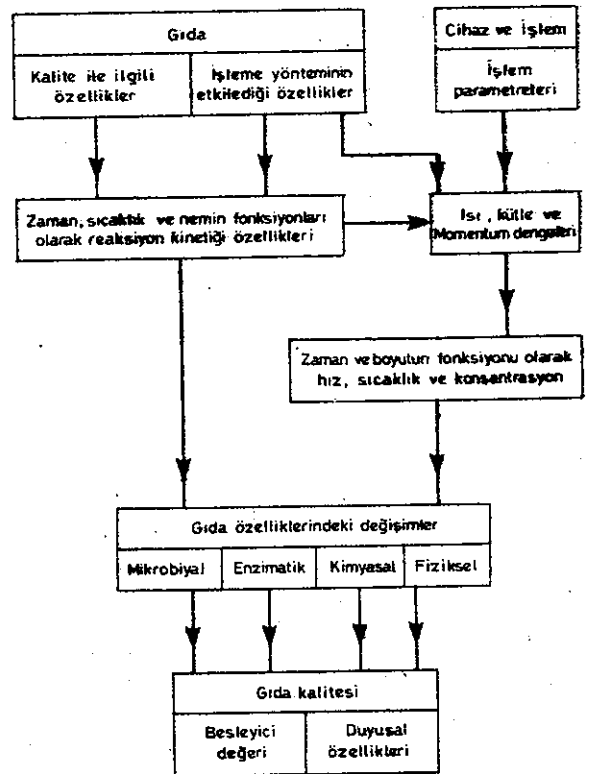 Gıda
Kalite ile ilgili
özellikler
İşleme yönteminin
etkilediği özellikler
Cihaz ve İşlem
İşlem
parametreleri
Zaman, sıcaklık ve nemin fonksiyonları
olarak reaksiyon kinetiği özellikleri
Isı, kütle ve
Momentum dengeleri
Zaman ve boyutun fonksiyonu olarak
hız, sıcaklık ve konsantrasyon
Gıda özelliklerindeki değişimler
Mikrobiyal
Enzimatik
Kimyasal
Fiziksel
Gıda kalitesi
Besleyici
değeri
Duyusal
özellikleri